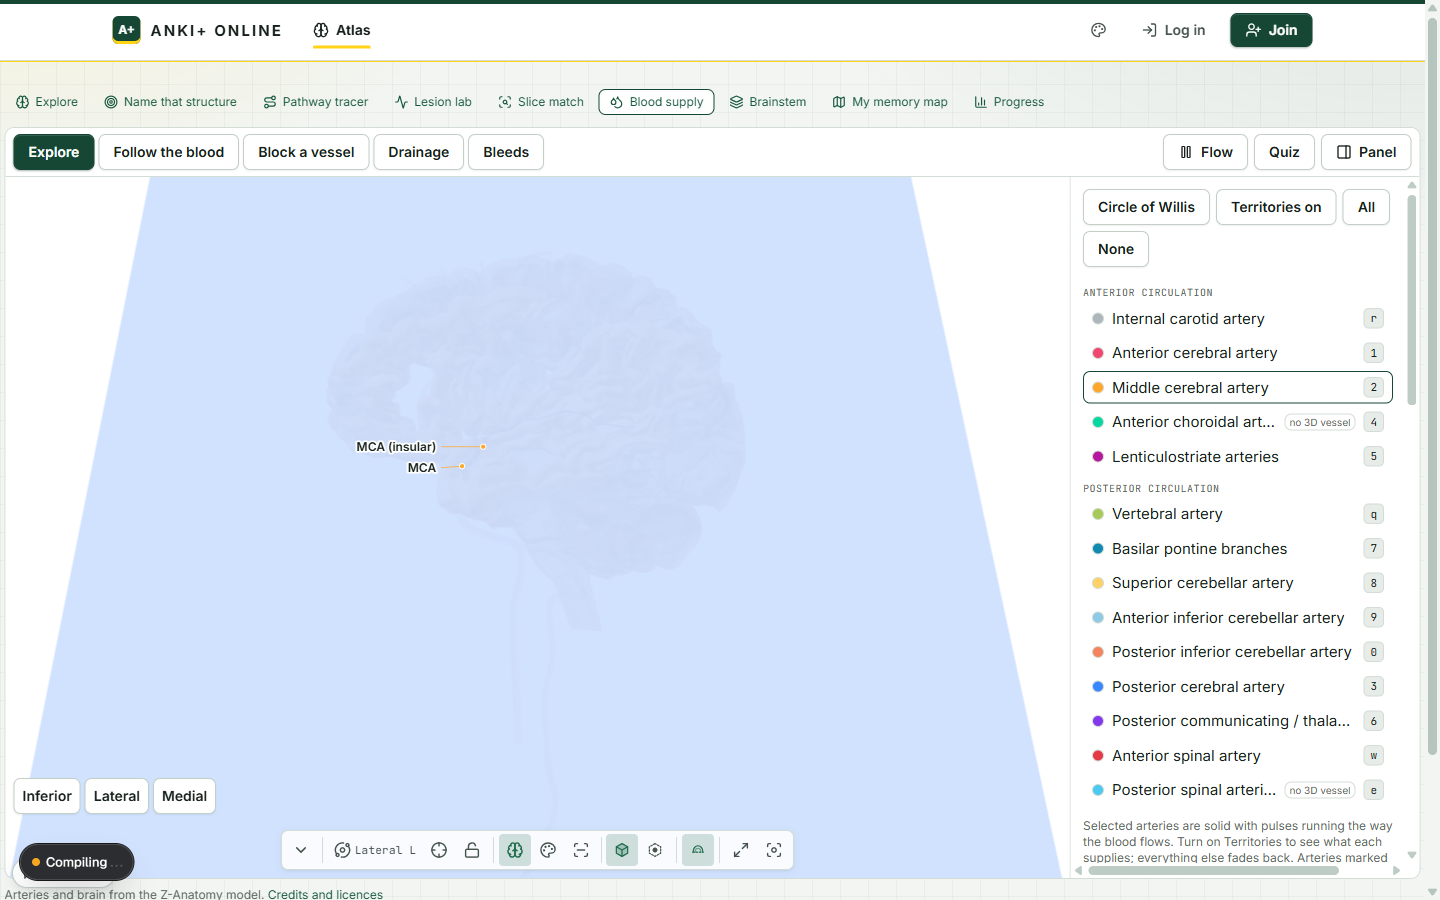 A+ ANKI+ ONLINE Atlas Log in Join
Explore Name that structure Pathway tracer Lesion lab Slice match Blood supply Brainstem My memory map Progress
Explore Follow the blood Block a vessel Drainage Bleeds Flow Quiz Panel
Circle of Willis Territories on All
None
ANTERIOR CIRCULATION
Internal carotid artery r
Anterior cerebral artery 1
Middle cerebral artery 2
Anterior choroidal art... no 3D vessel 4
Lenticulostriate arteries 5
POSTERIOR CIRCULATION
Vertebral artery q
Basilar pontine branches 7
Superior cerebellar artery 8
Anterior inferior cerebellar artery 9
Posterior inferior cerebellar artery 0
Posterior cerebral artery 3
Posterior communicating / thala... 6
Anterior spinal artery w
Posterior spinal arteri... no 3D vessel e
Selected arteries are solid with pulses running the way
the blood flows. Turn on Territories to see what each
supplies; everything else fades back. Arteries marked
MCA (insular)
MCA
Inferior Lateral Medial
Lateral L
Compiling ...
Arteries and brain from the Z-Anatomy model. Credits and licences